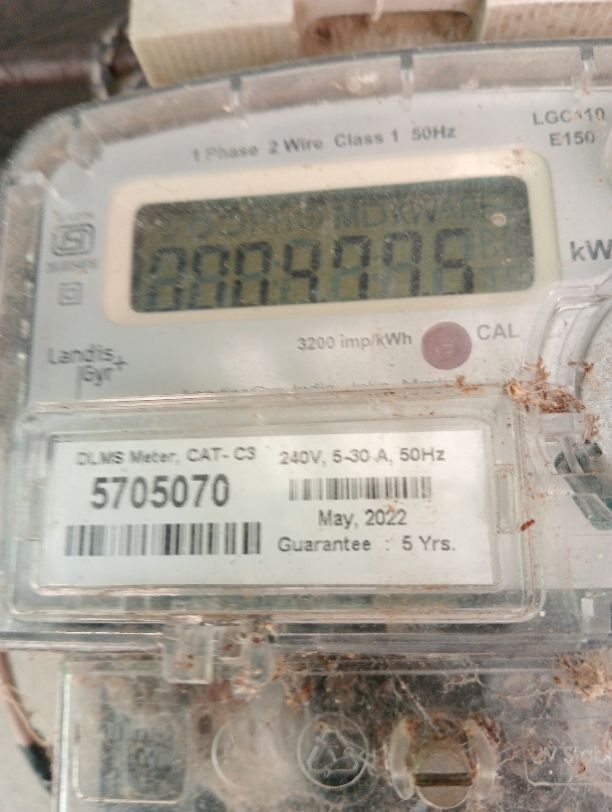 LGC110
1 Phase 2 Wire Class 1 50Hz
E150
kW
3200 imp/kWh
CAL
Landis+
Gyr
DLMS Meter, CAT- C3
240V, 5-30 A, 50Hz
5705070
May, 2022
Guarantee : 5 Yrs.